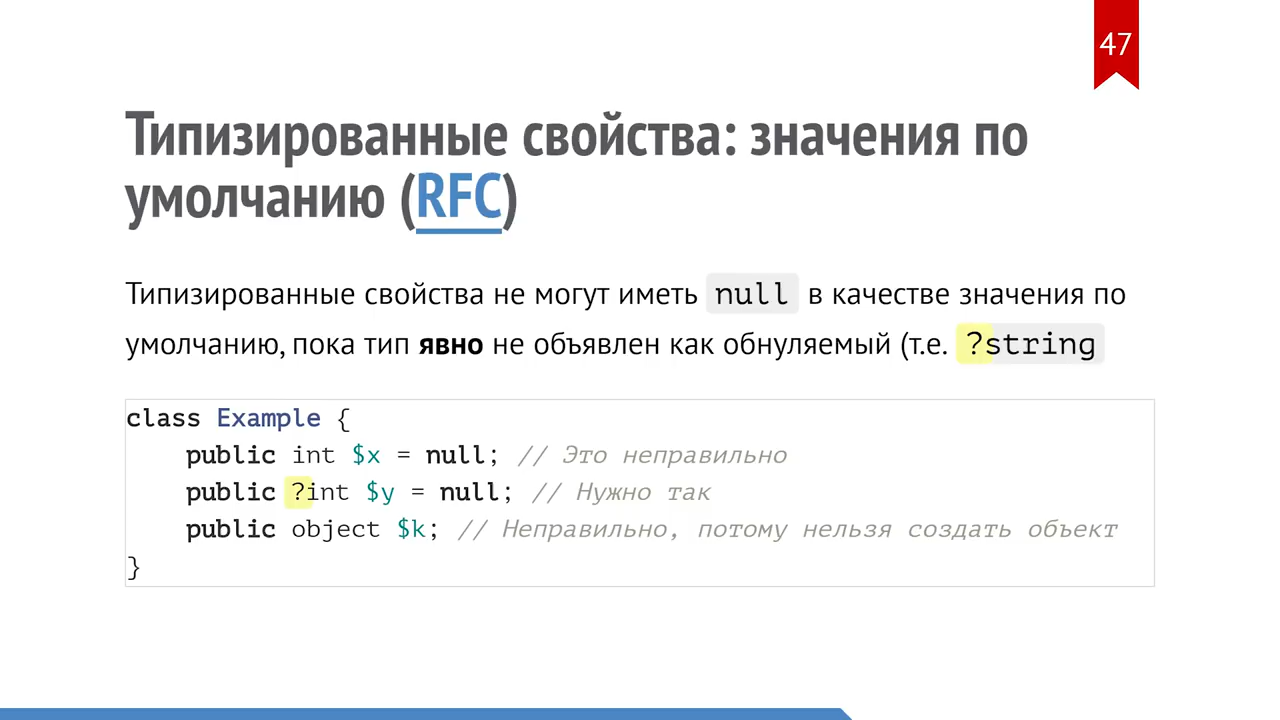 47
Типизированные свойства: значения по
умолчанию (RFC)
Типизированные свойства не могут иметь null в качестве значения по
умолчанию, пока тип явно не объявлен как обнуляемый (т.е. ?string
class Example {
    public int $x = null; // Это неправильно
    public ?int $y = null; // Нужно так
    public object $k; // Неправильно, потому нельзя создать объект
}